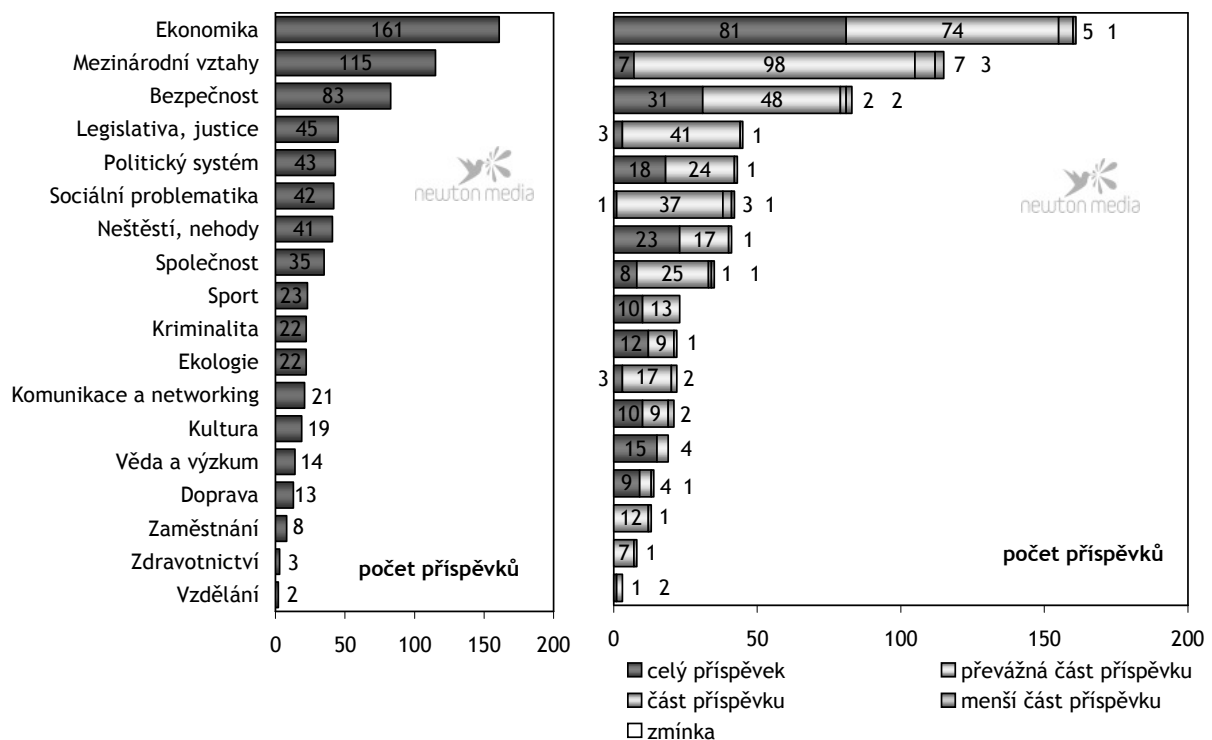 Ekonomika 161 81 74 5 1
Mezinárodní vztahy 115 7 98 7 3
Bezpečnost 83 31 48 2 2
Legislativa, justice 45 3 41 1
Politický systém 43 18 24 1
Sociální problematika 42 1 37 3 1
Neštěstí, nehody 41 23 17 1
Společnost 35 8 25 1 1
Sport 23 10 13
Kriminalita 22 12 9 1
Ekologie 22 3 17 2
Komunikace a networking 21 10 9 2
Kultura 19 15 4
Věda a výzkum 14 9 4 1
Doprava 13 12 1
Zaměstnání 8 7 1
Zdravotnictví 3 1 2
Vzdělání 2
newton media
newton media
počet příspěvků
počet příspěvků
0 50 100 150 200
0 50 100 150 200
celý příspěvek
převážná část příspěvku
část příspěvku
menší část příspěvku
zmínka